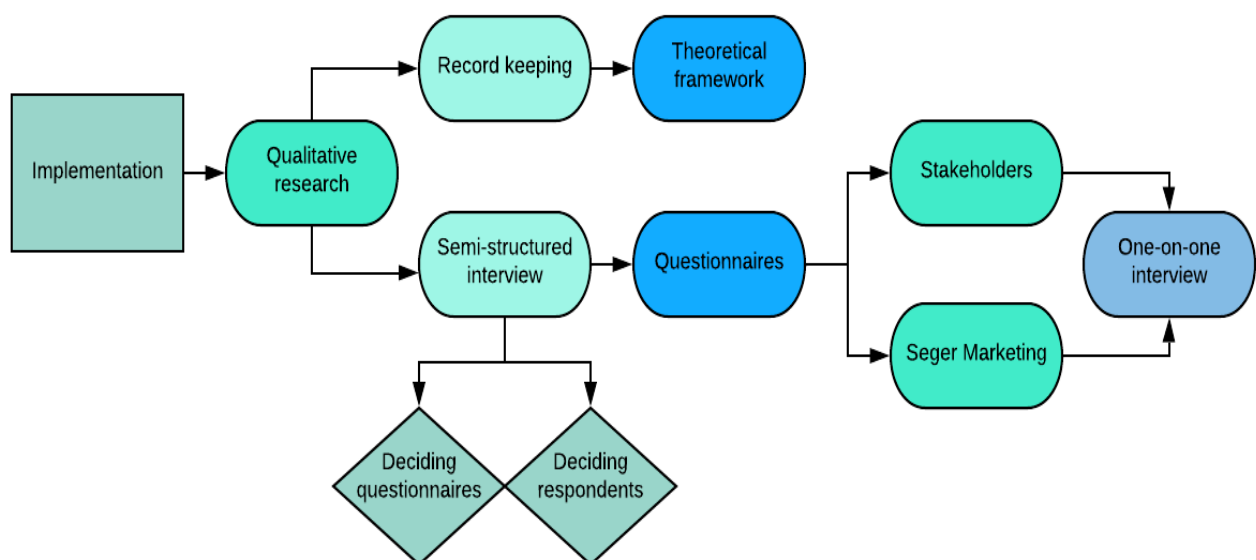 Implementation
Qualitative
research
Record keeping
Theoretical
framework
Semi-structured
interview
Questionnaires
Stakeholders
Seger Marketing
One-on-one
interview
Deciding
questionnaires
Deciding
respondents